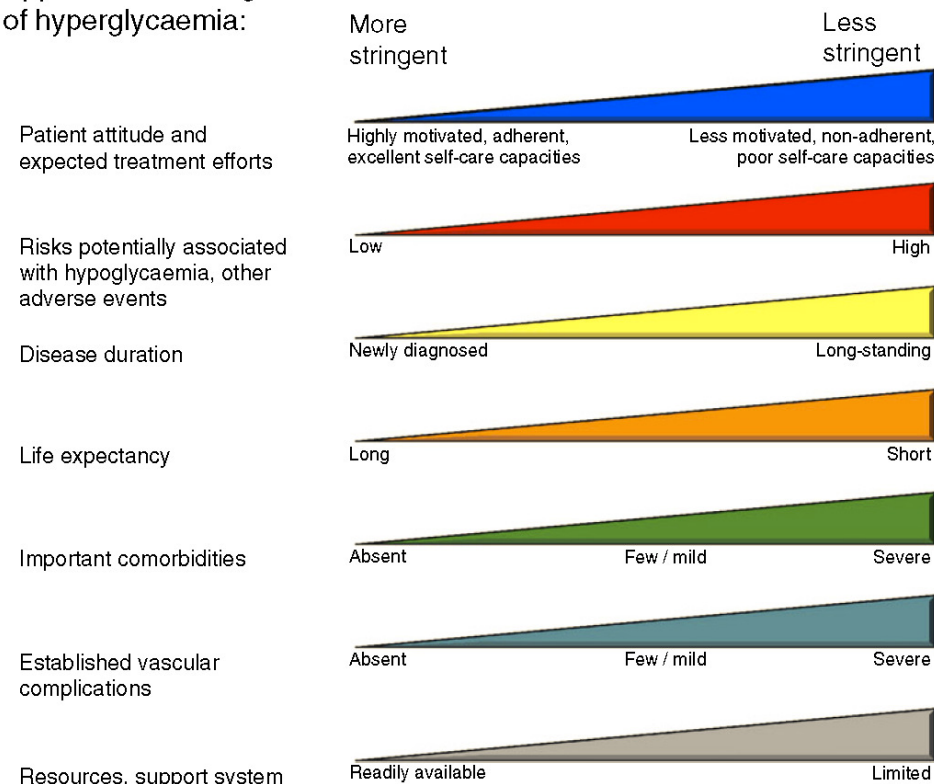 of hyperglycaemia:
More
stringent
Less
stringent
Patient attitude and
expected treatment efforts
Highly motivated, adherent,
excellent self-care capacities
Less motivated, non-adherent,
poor self-care capacities
Risks potentially associated
with hypoglycaemia, other
adverse events
Low
High
Disease duration
Newly diagnosed
Long-standing
Life expectancy
Long
Short
Important comorbidities
Absent
Few / mild
Severe
Established vascular
complications
Absent
Few / mild
Severe
Resources, support system
Readily available
Limited